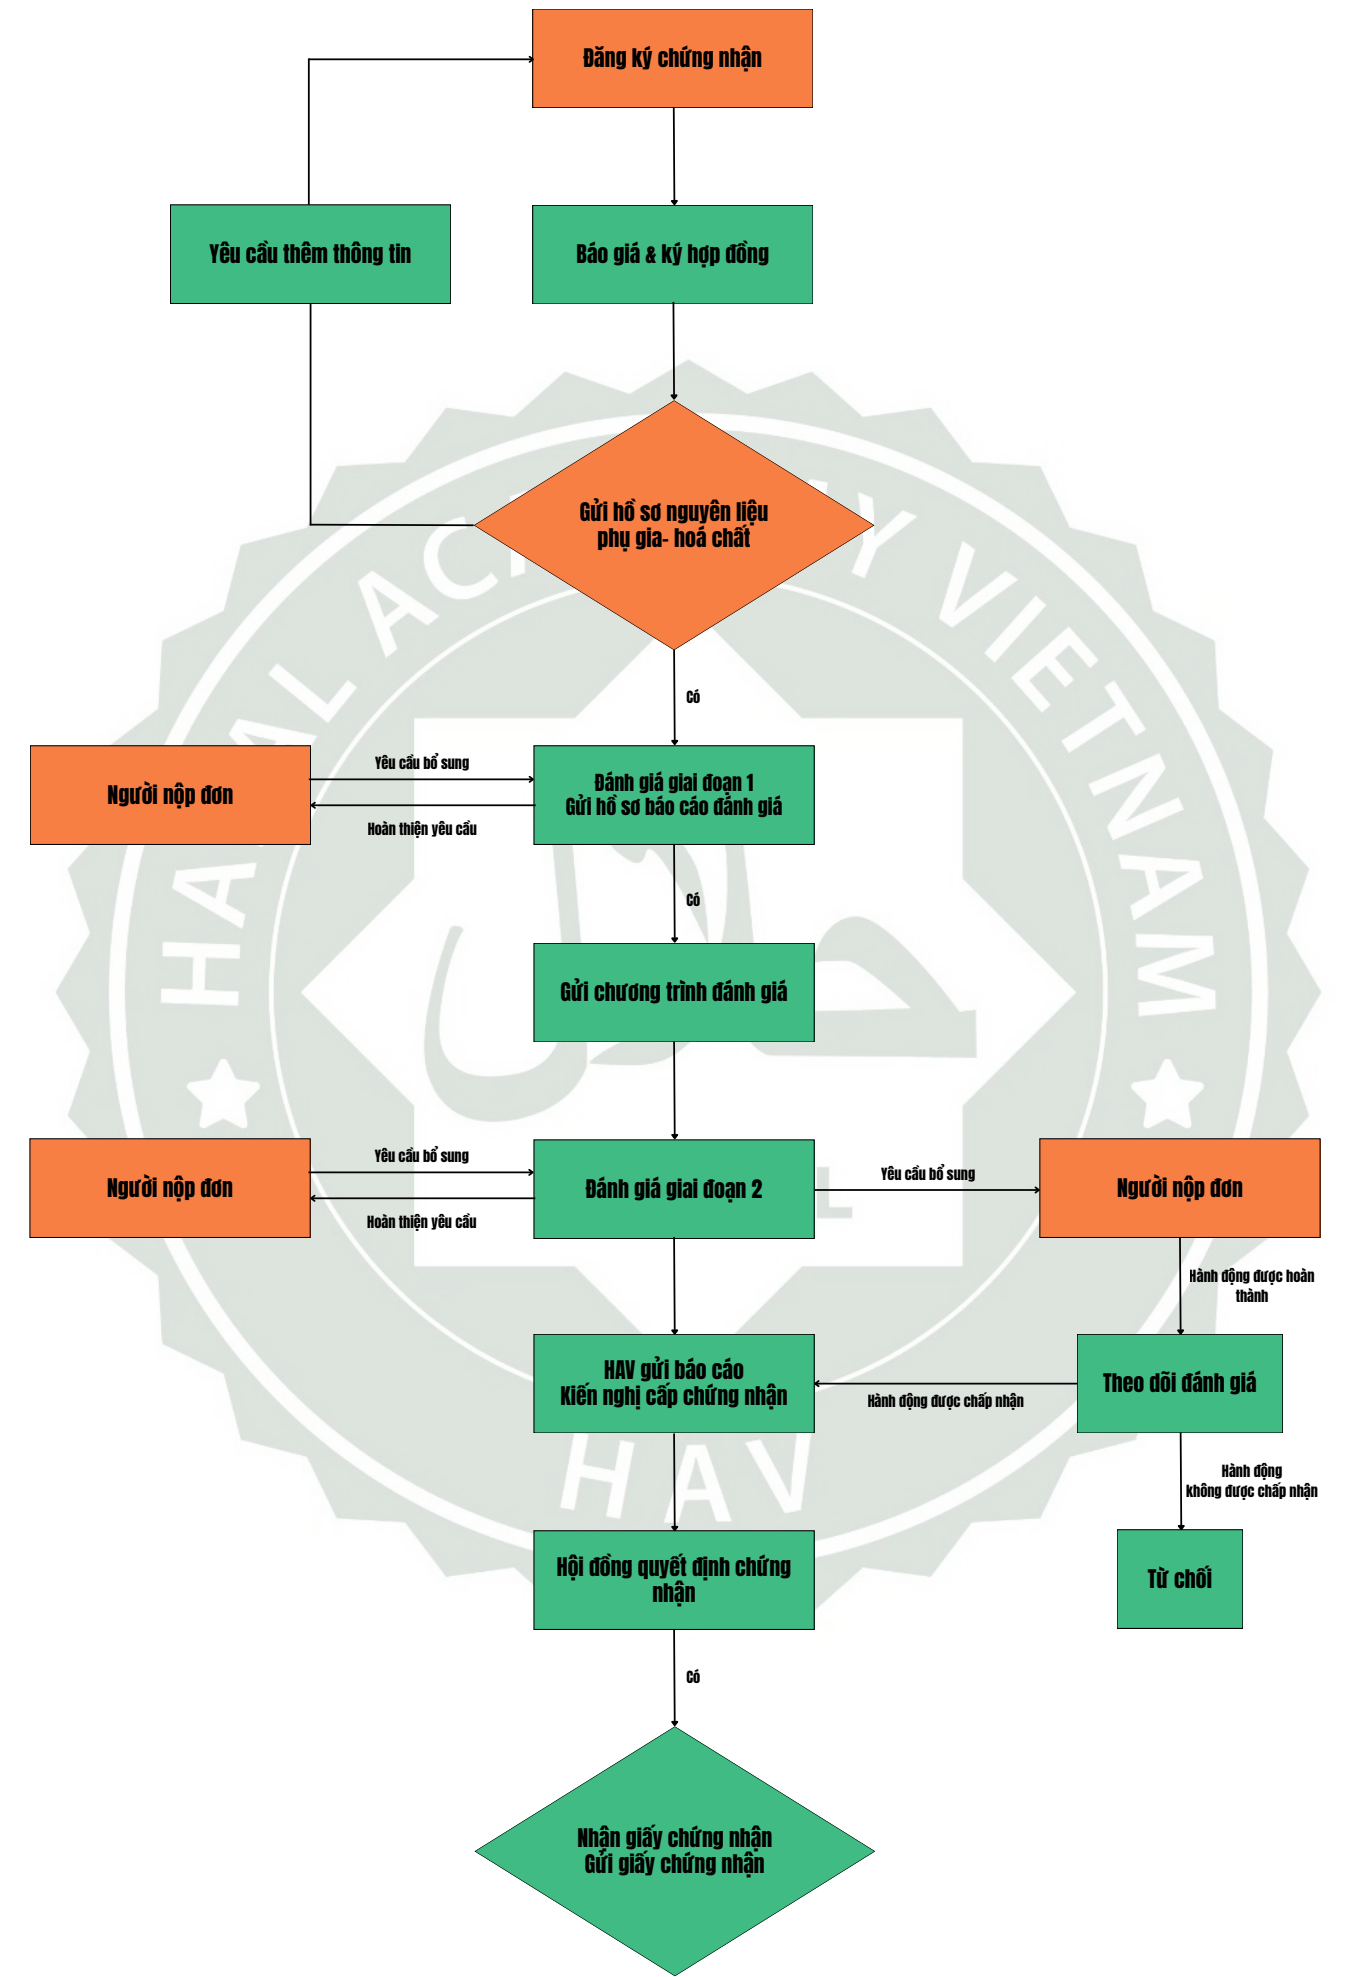 Đăng ký chứng nhận
Yêu cầu thêm thông tin
Báo giá & ký hợp đồng
Gửi hồ sơ nguyên liệu
phụ gia- hoá chất
Có
Người nộp đơn
Yêu cầu bổ sung
Hoàn thiện yêu cầu
Đánh giá giai đoạn 1
Gửi hồ sơ báo cáo đánh giá
Có
Gửi chương trình đánh giá
Người nộp đơn
Yêu cầu bổ sung
Hoàn thiện yêu cầu
Đánh giá giai đoạn 2
Yêu cầu bổ sung
Người nộp đơn
Hành động được hoàn
thành
HAV gửi báo cáo
Kiến nghị cấp chứng nhận
Hành động được chấp nhận
Theo dõi đánh giá
Hành động
không được chấp nhận
Hội đồng quyết định chứng
nhận
Từ chối
Có
Nhận giấy chứng nhận
Gửi giấy chứng nhận
HALAL ACADEMY VIETNAM
حلال
HAV